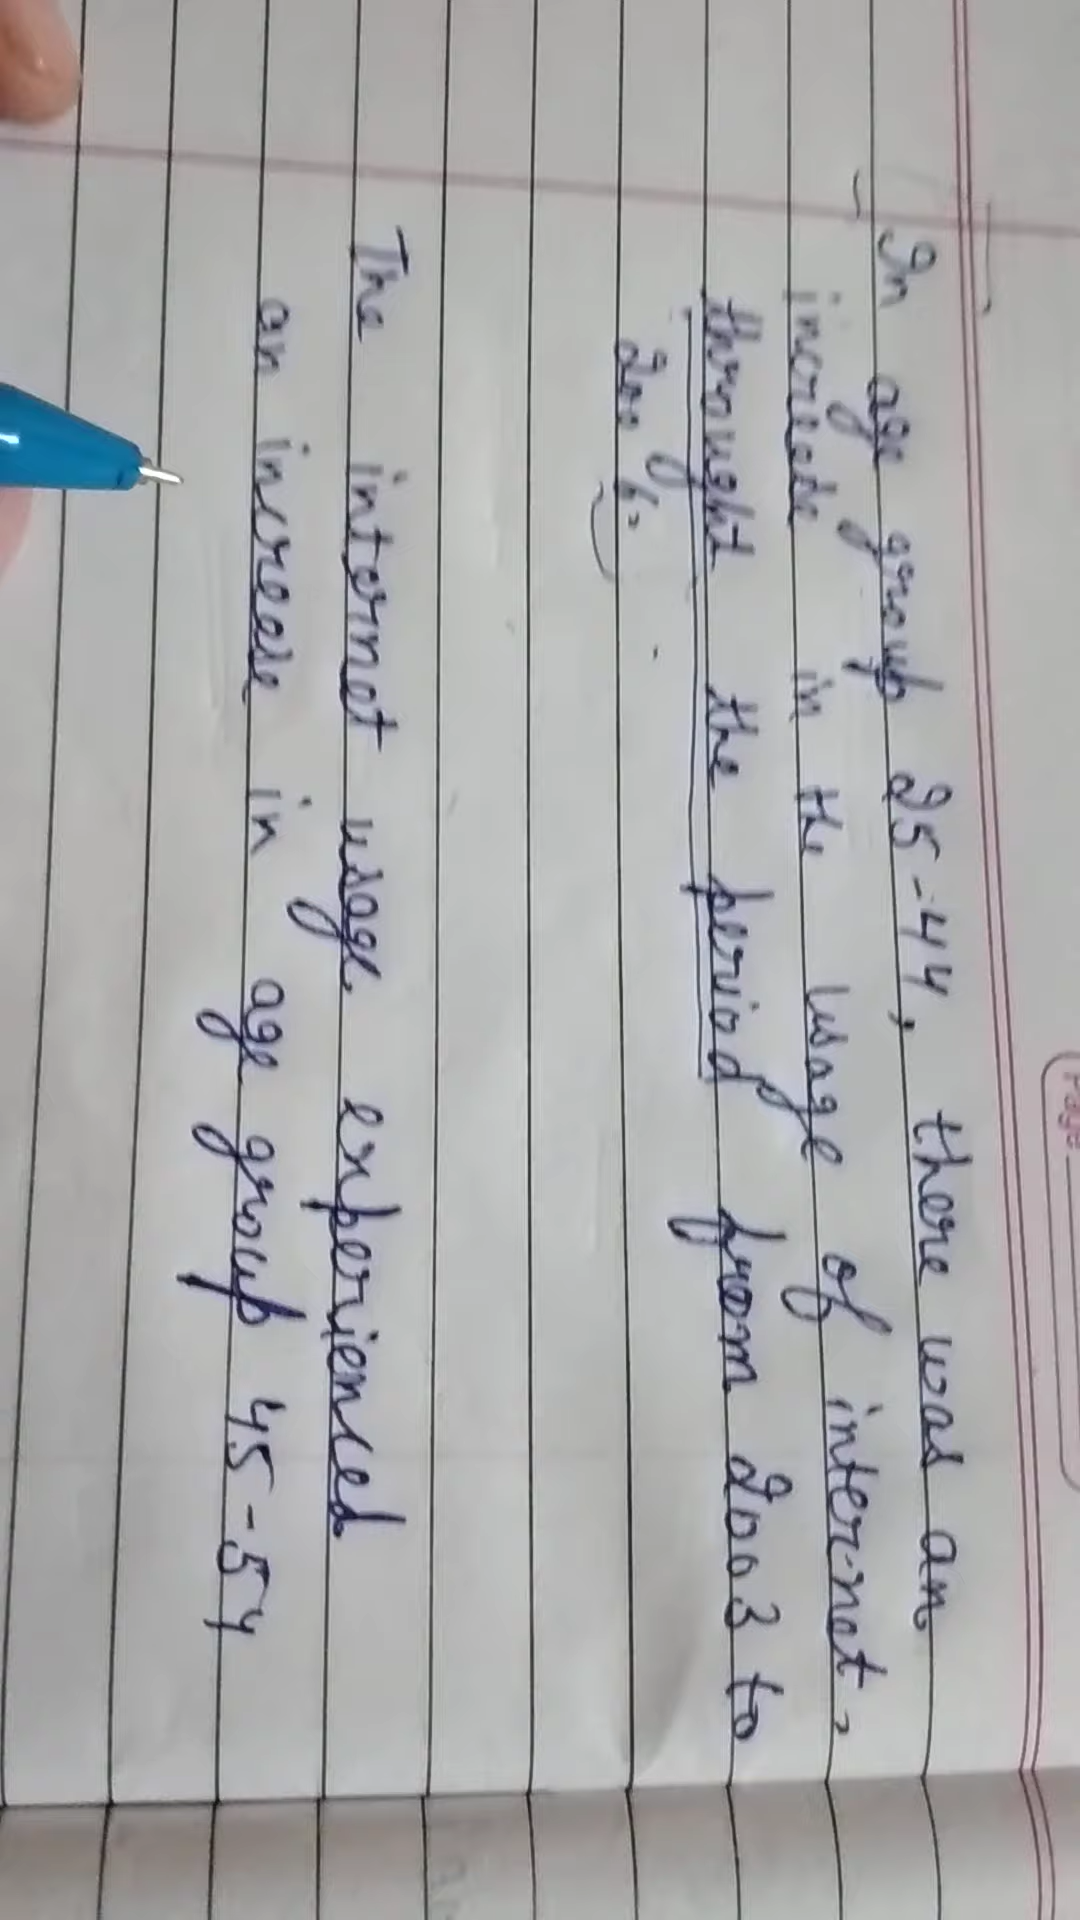 - In age group 25-44, there was an
increase in the usage of internet,
throught the period from 2003 to
2006.
The internet usage experienced
an increase in age group 45-54
Page